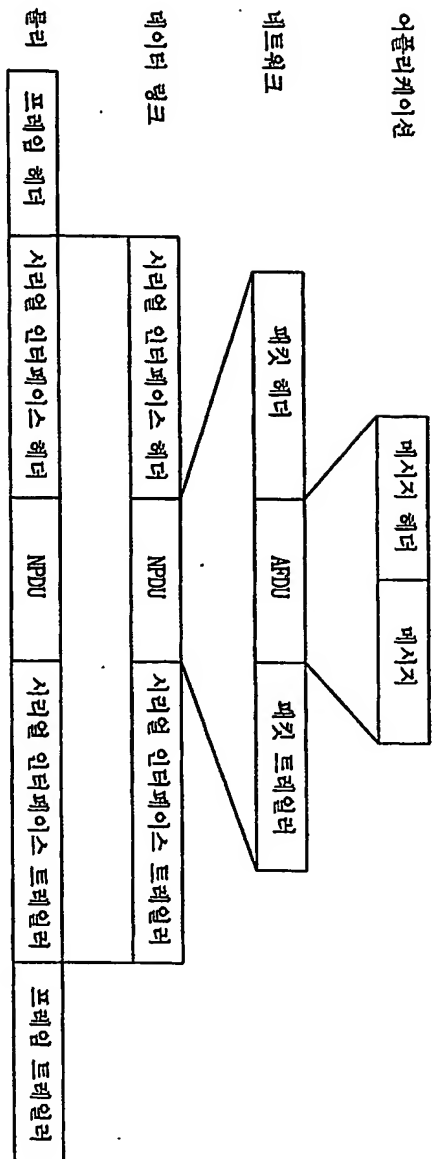 어플리케이션 메시지 헤더 메시지
네트워크 패킷 헤더 APDU 패킷 트레일러
데이터 링크 시리얼 인터페이스 헤더 NPDU 시리얼 인터페이스 트레일러
물리 프레임 헤더 시리얼 인터페이스 헤더 NPDU 시리얼 인터페이스 트레일러 프레임 트레일러